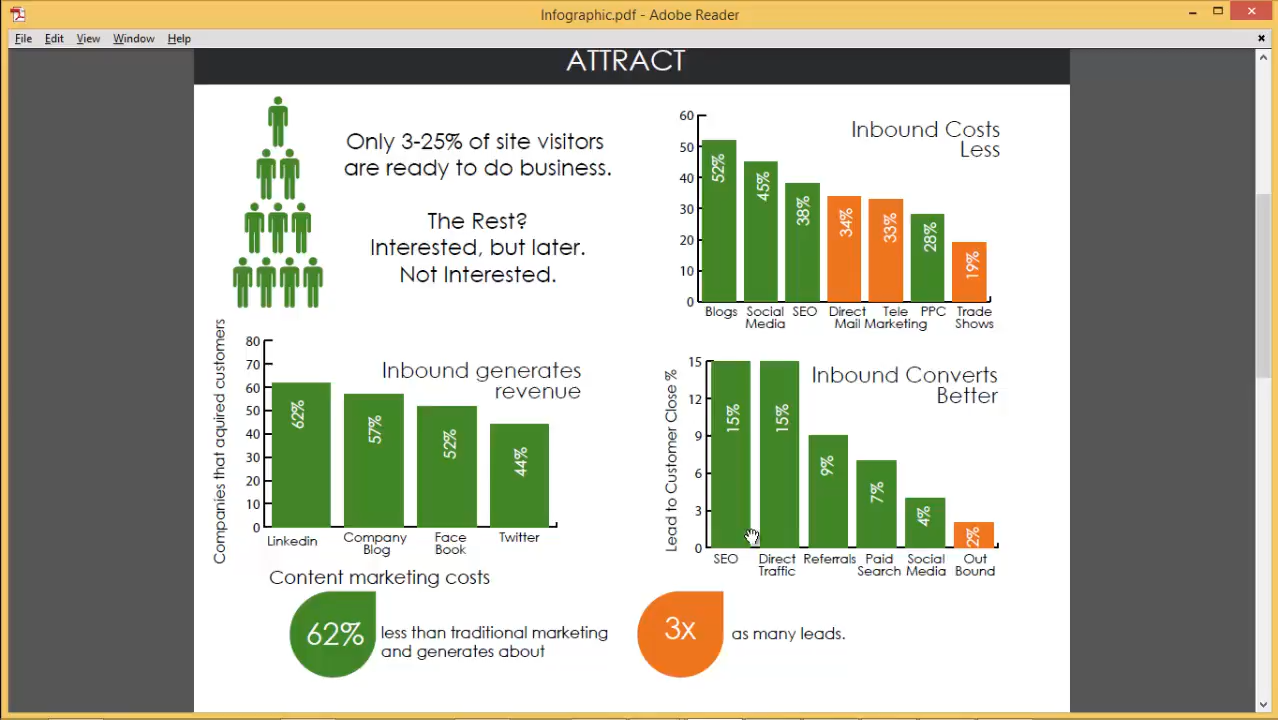 Infographic.pdf - Adobe Reader
File Edit View Window Help
ATTRACT
Only 3-25% of site visitors
are ready to do business.
The Rest?
Interested, but later.
Not Interested.
Inbound Costs
Less
60
50
40
30
20
10
0
52%
45%
38%
34%
33%
28%
19%
Blogs
Social
Media
SEO
Direct
Mail
Tele
Marketing
PPC
Trade
Shows
Companies that aquired customers
Inbound generates
revenue
80
70
60
50
40
30
20
10
0
62%
57%
52%
44%
Linkedin
Company
Blog
Face
Book
Twitter
Lead to Customer Close %
Inbound Converts
Better
15
12
9
6
3
0
15%
15%
9%
7%
4%
2%
SEO
Direct
Traffic
Referrals
Paid
Search
Social
Media
Out
Bound
Content marketing costs
62%
less than traditional marketing
and generates about
3x
as many leads.